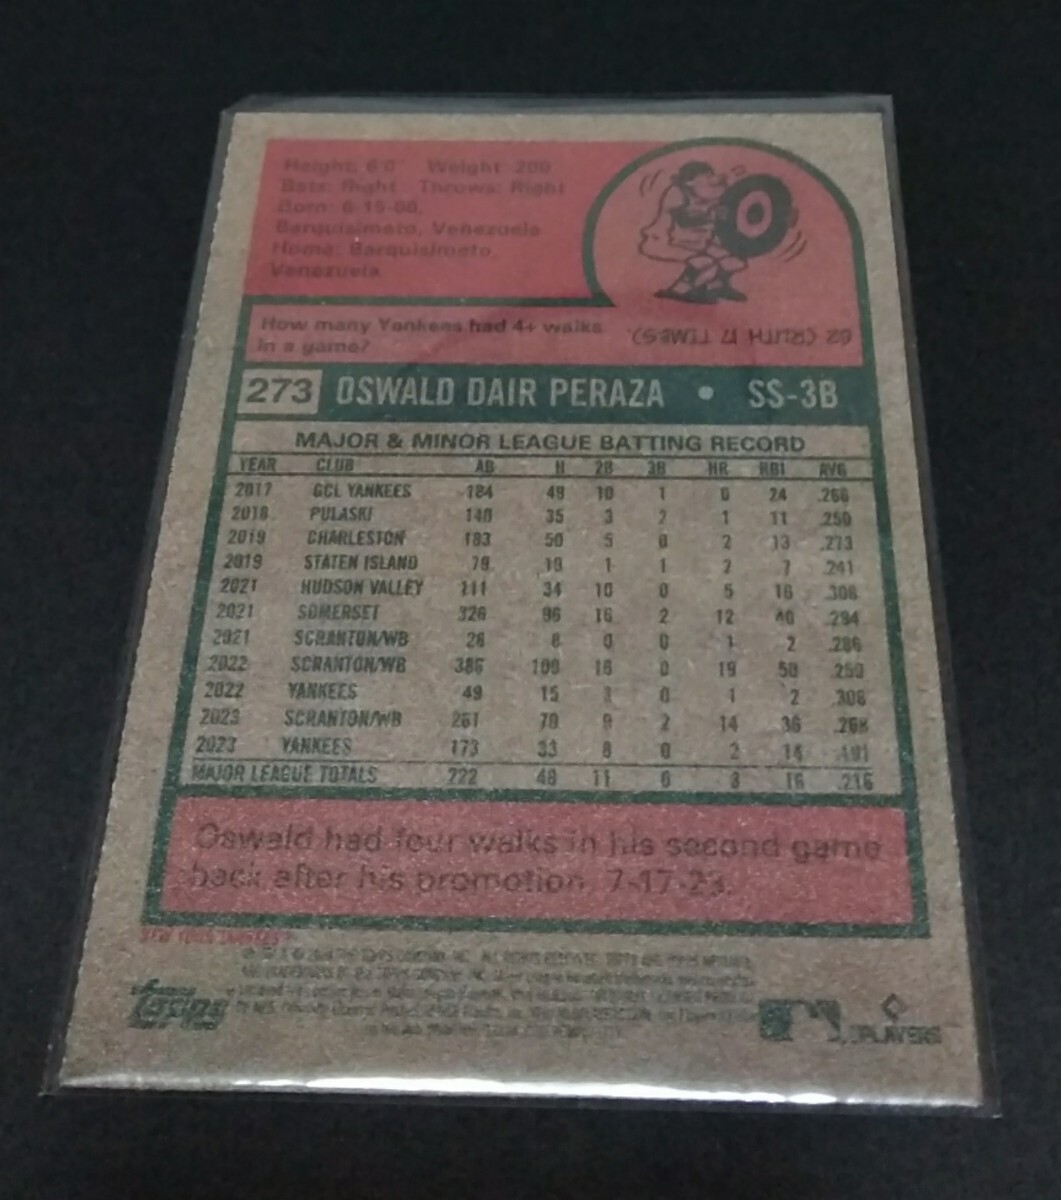 Height: 6'0" Weight: 200
Bats: Right Throws: Right
Born: 6-15-00,
Barquisimeto, Venezuela
Home: Barquisimeto,
Venezuela
How many Yankees had 4+ walks
in a game?
62 (RUTH 17 TIMES).
273 OSWALD DAIR PERAZA • SS-3B
MAJOR & MINOR LEAGUE BATTING RECORD
YEAR CLUB AB H 2B 3B HR RBI AVG
2017 GCL YANKEES 184 49 10 1 0 24 .266
2018 PULASKI 140 35 3 2 1 11 .250
2019 CHARLESTON 183 50 5 0 2 13 .273
2019 STATEN ISLAND 79 19 1 1 2 7 .241
2021 HUDSON VALLEY 111 34 10 0 5 16 .306
2021 SOMERSET 326 96 16 2 12 40 .294
2021 SCRANTON/WB 28 8 0 0 1 2 .286
2022 SCRANTON/WB 386 100 16 0 19 50 .259
2022 YANKEES 49 15 0 1 2 .306
2023 SCRANTON/WB 261 70 9 2 14 36 .268
2023 YANKEES 173 33 8 0 2 14 .191
MAJOR LEAGUE TOTALS 222 48 11 0 3 16 .216
Oswald had four walks in his second game
back after his promotion, 7-17-23.
NEW YORK YANKEES
Topps
PLAYERS